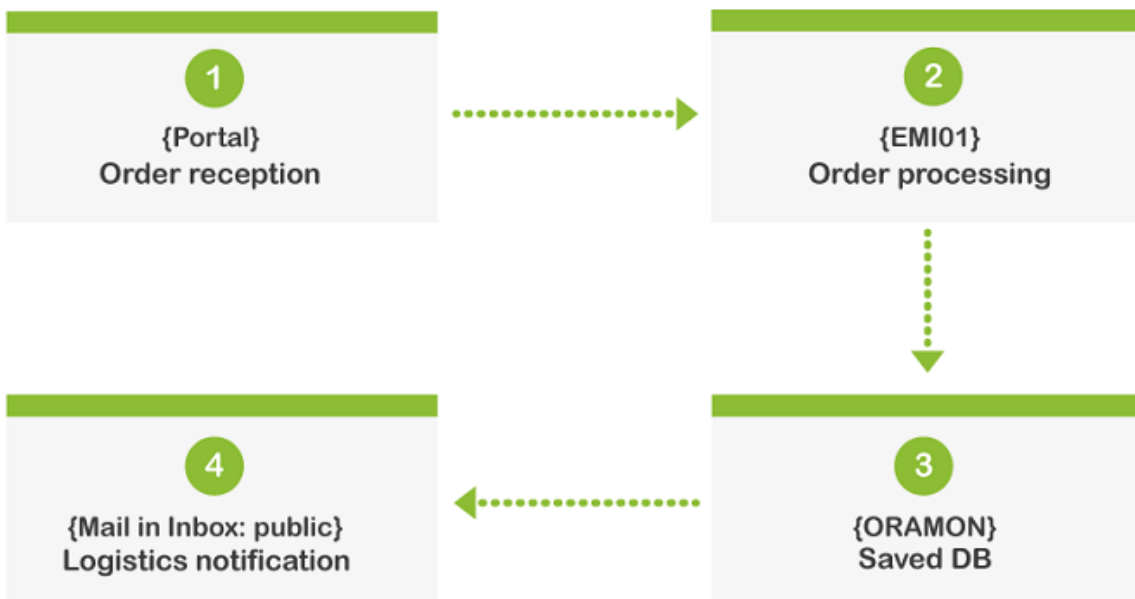 1
{Portal}
Order reception
2
{EMI01}
Order processing
3
{ORAMON}
Saved DB
4
{Mail in Inbox: public}
Logistics notification